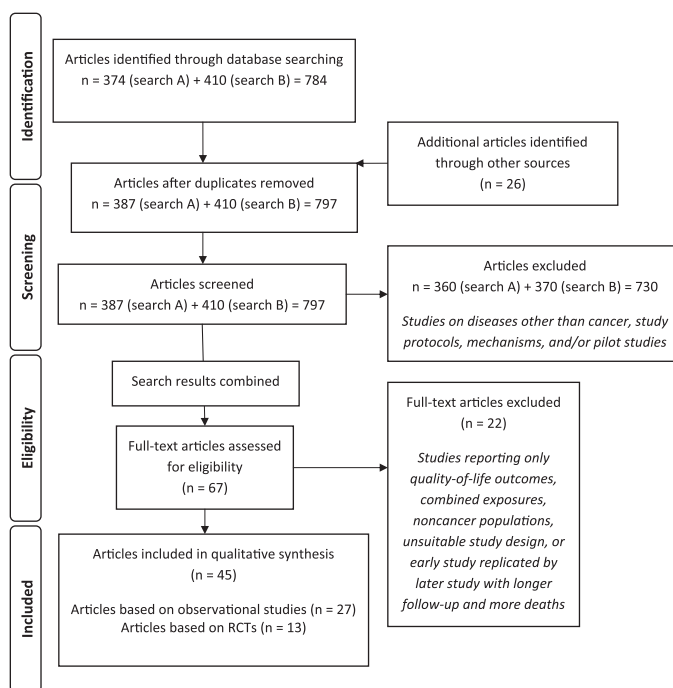 Identification
Articles identified through database searching
n = 374 (search A) + 410 (search B) = 784
Additional articles identified
through other sources
(n = 26)
Articles after duplicates removed
n = 387 (search A) + 410 (search B) = 797
Screening
Articles screened
n = 387 (search A) + 410 (search B) = 797
Articles excluded
n = 360 (search A) + 370 (search B) = 730
Studies on diseases other than cancer, study
protocols, mechanisms, and/or pilot studies
Eligibility
Search results combined
Full-text articles assessed
for eligibility
(n = 67)
Full-text articles excluded
(n = 22)
Studies reporting only
quality-of-life outcomes,
combined exposures,
noncancer populations,
unsuitable study design, or
early study replicated by
later study with longer
follow-up and more deaths
Included
Articles included in qualitative synthesis
(n = 45)
Articles based on observational studies (n = 27)
Articles based on RCTs (n = 13)